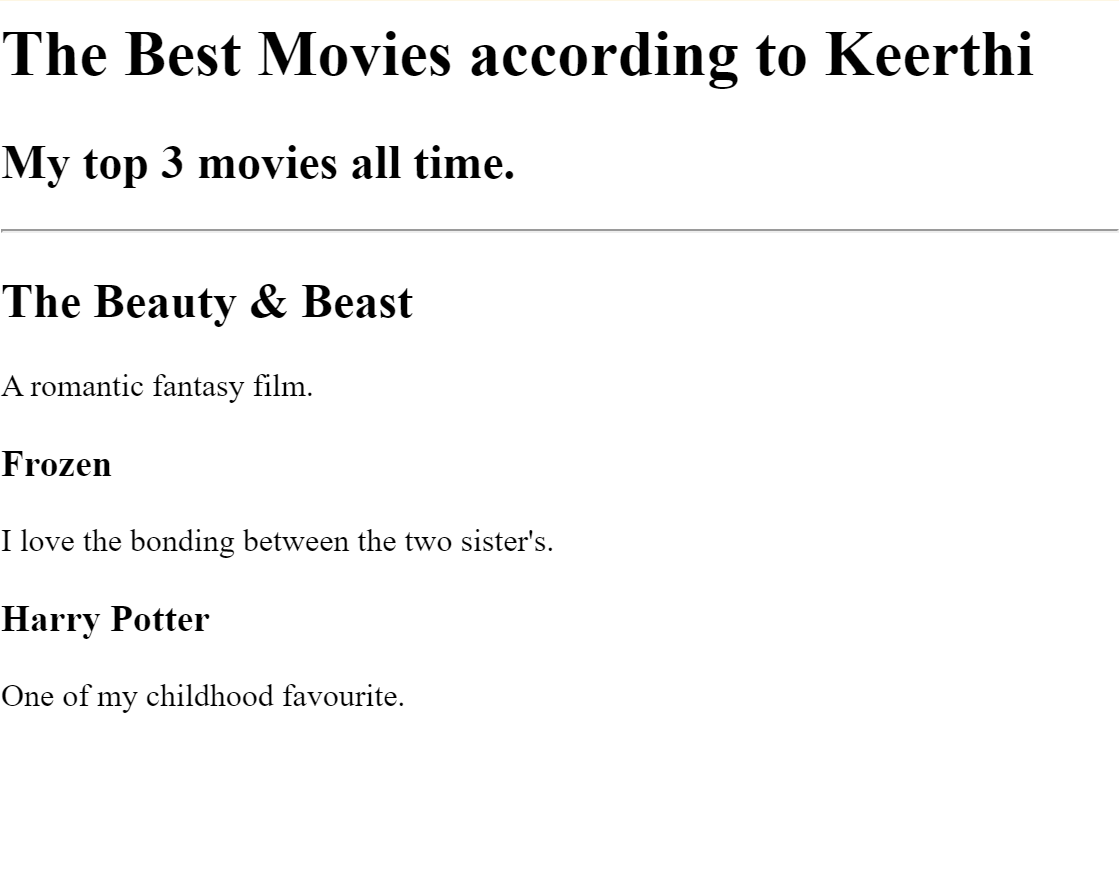 The Best Movies according to Keerthi
My top 3 movies all time.
The Beauty & Beast
A romantic fantasy film.
Frozen
I love the bonding between the two sister's.
Harry Potter
One of my childhood favourite.